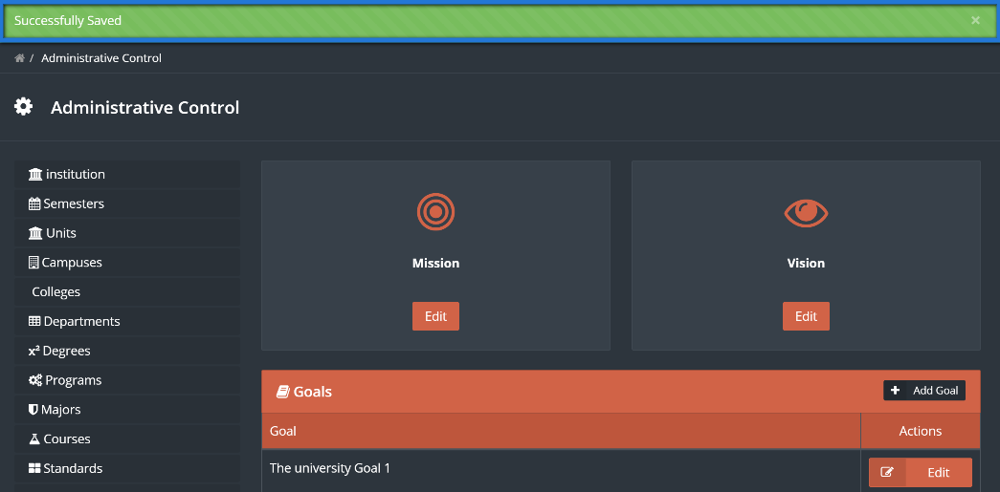 Successfully Saved ×
/ Administrative Control
Administrative Control
institution
Semesters
Units
Campuses
Colleges
Departments
x² Degrees
Programs
Majors
Courses
Standards
Mission
Edit
Vision
Edit
Goals
+ Add Goal
Goal Actions
The university Goal 1 Edit